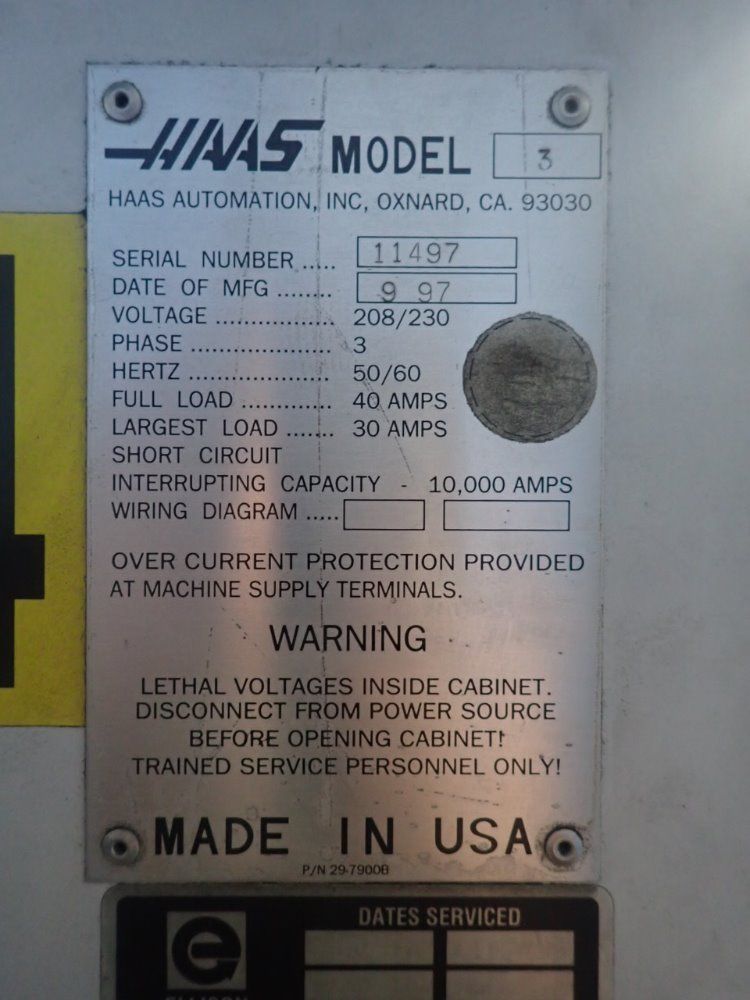 HAAS MODEL 3
HAAS AUTOMATION, INC, OXNARD, CA. 93030
SERIAL NUMBER ..... 11497
DATE OF MFG ........ 9 97
VOLTAGE ................. 208/230
PHASE .................... 3
HERTZ .................... 50/60
FULL LOAD ............. 40 AMPS
LARGEST LOAD ....... 30 AMPS
SHORT CIRCUIT
INTERRUPTING CAPACITY - 10,000 AMPS
WIRING DIAGRAM .....
OVER CURRENT PROTECTION PROVIDED
AT MACHINE SUPPLY TERMINALS.
WARNING
LETHAL VOLTAGES INSIDE CABINET.
DISCONNECT FROM POWER SOURCE
BEFORE OPENING CABINET!
TRAINED SERVICE PERSONNEL ONLY!
MADE IN USA
P/N 29-7900B
DATES SERVICED
e
ELLISON